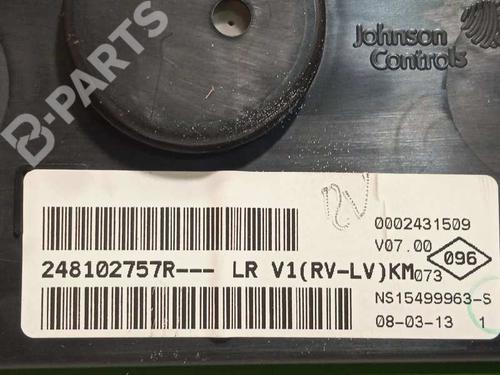 B-PARTS
Johnson
Controls
RV
0002431509
V07.00
096
248102757R--- LR V1(RV-LV)KM
073
NS15499963-S
08-03-13 1